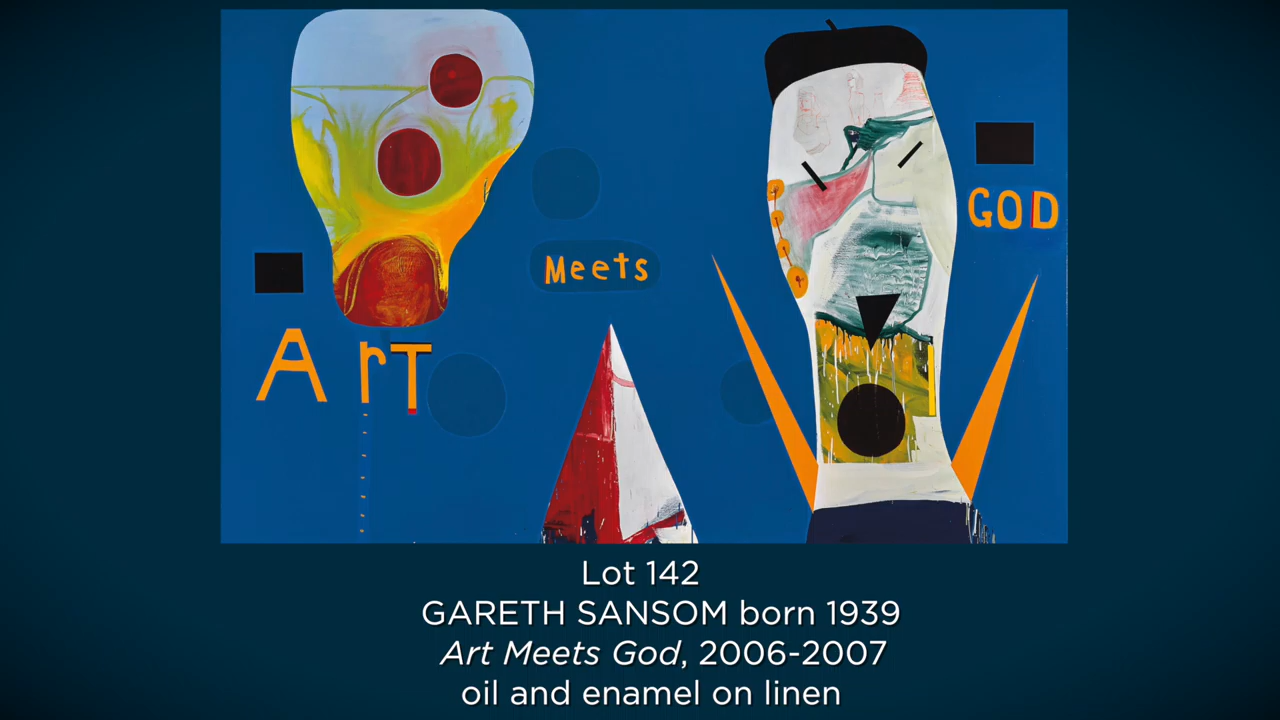 ArT
Meets
GOD
Lot 142
GARETH SANSOM born 1939
Art Meets God, 2006-2007
oil and enamel on linen